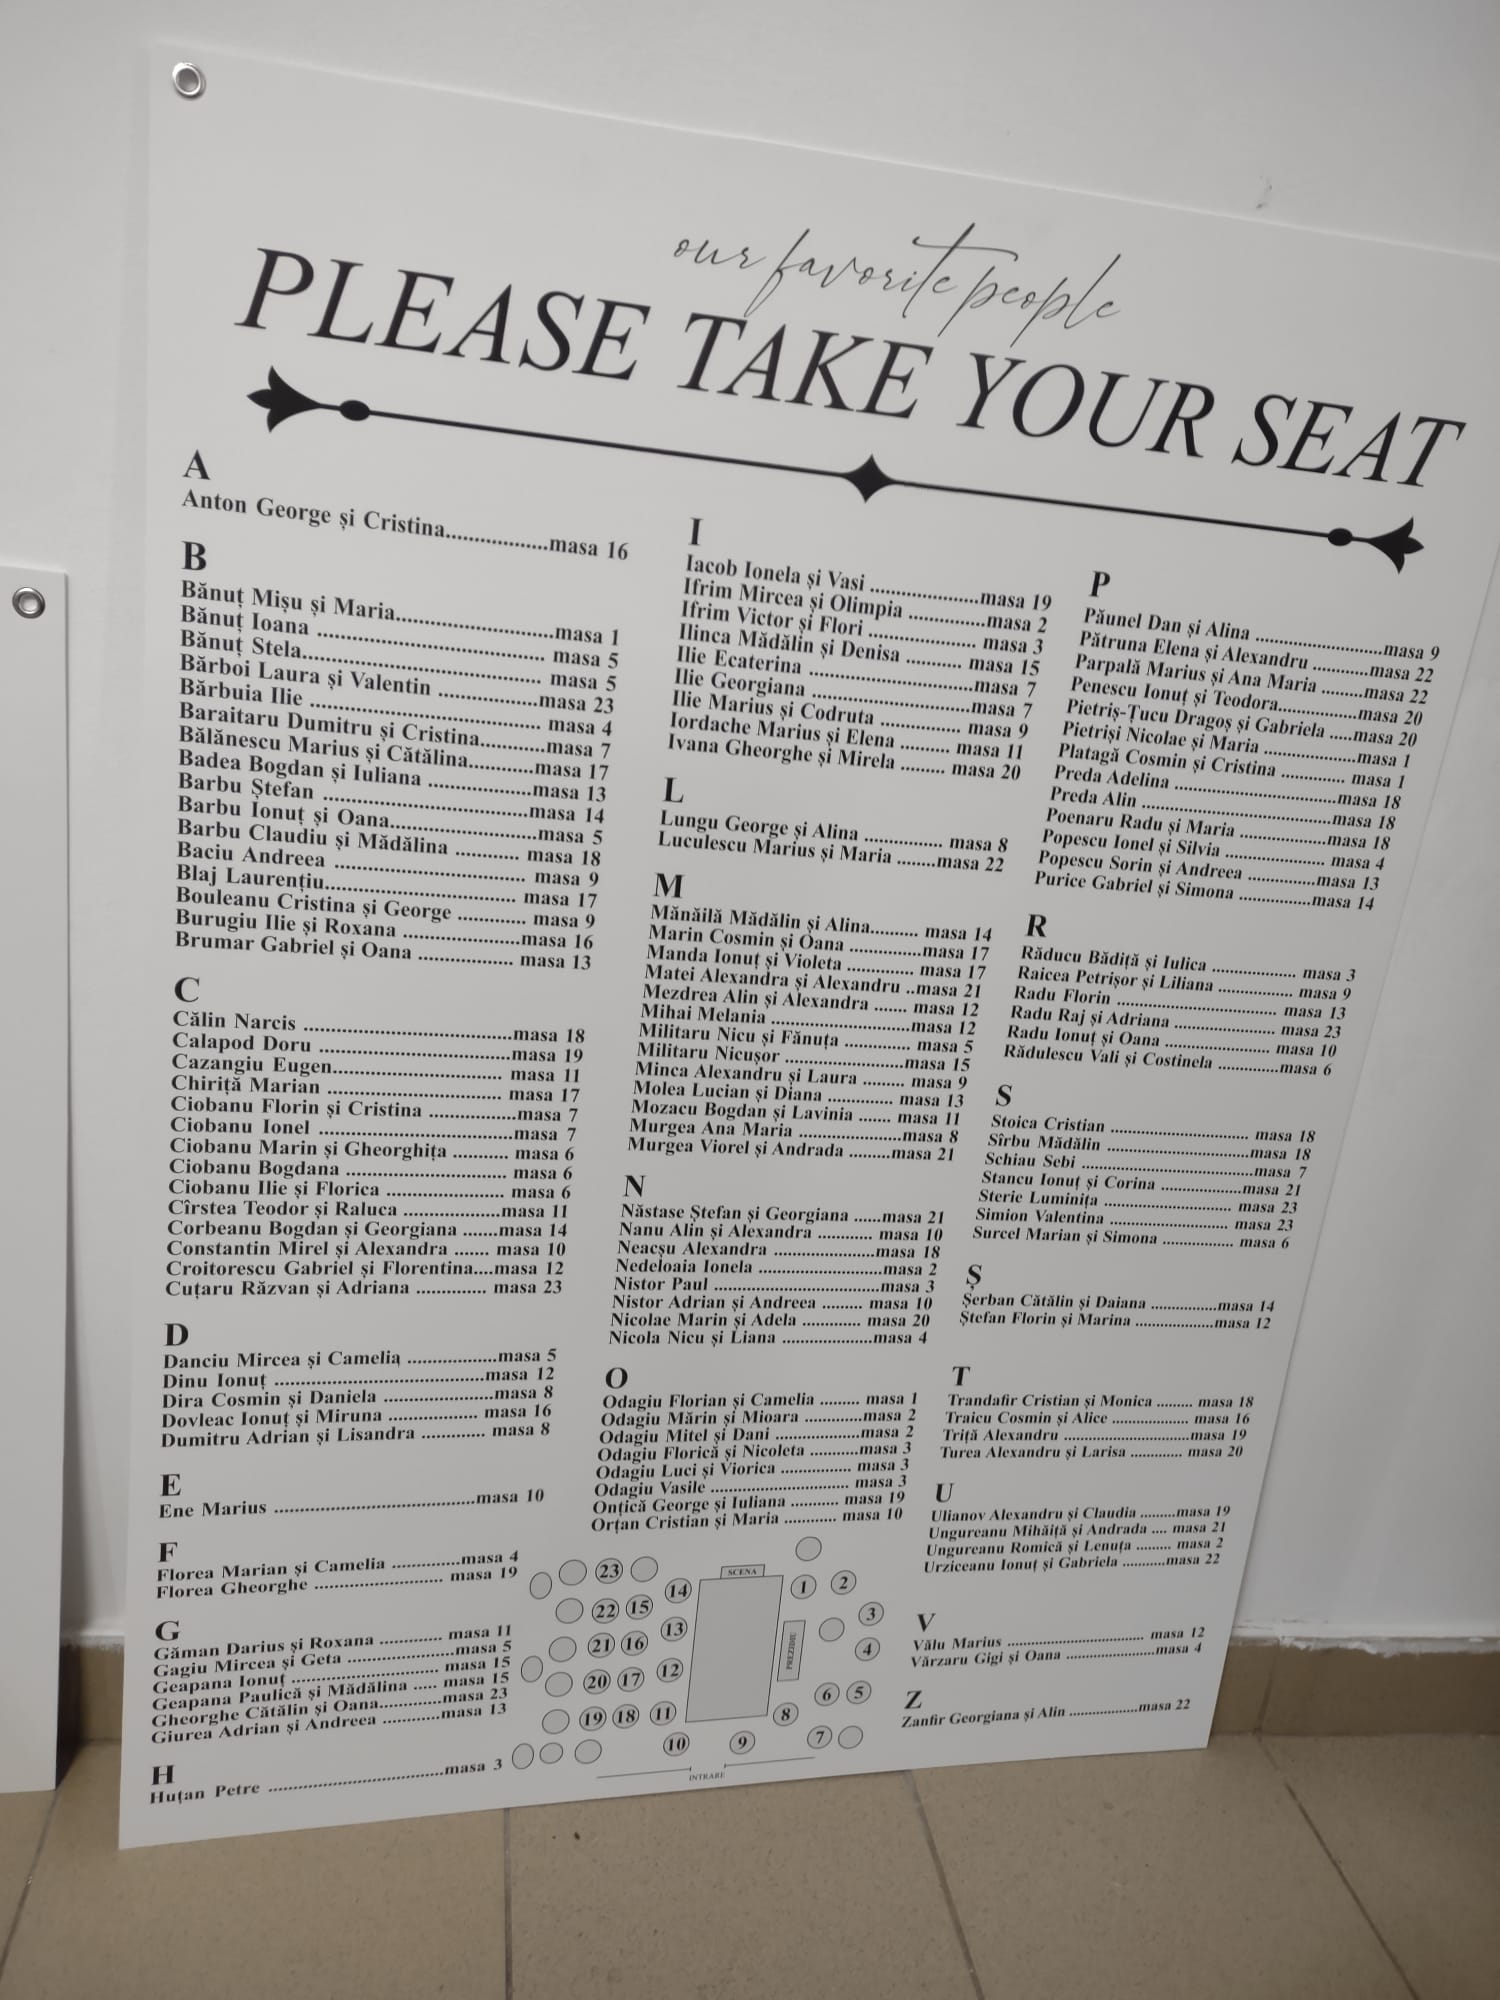 our favorite people
PLEASE TAKE YOUR SEAT
A
Anton George și Cristina..................masa 16
B
Bănuț Mișu și Maria...........................masa 1
Bănuț Ioana ........................................ masa 5
Bănuț Stela.......................................... masa 5
Bărboi Laura și Valentin .................masa 23
Bărbuia Ilie ........................................ masa 4
Baraitaru Dumitru și Cristina...........masa 7
Bălănescu Marius și Cătălina...........masa 17
Badea Bogdan și Iuliana ..................masa 13
Barbu Ștefan ....................................masa 14
Barbu Ionuț și Oana..........................masa 5
Barbu Claudiu și Mădălina ........... masa 18
Baciu Andreea ................................. masa 9
Blaj Laurențiu................................. masa 17
Bouleanu Cristina și George ............ masa 9
Burugiu Ilie și Roxana ....................masa 16
Brumar Gabriel și Oana ................. masa 13
C
Călin Narcis .....................................masa 18
Calapod Doru ..................................masa 19
Cazangiu Eugen.............................. masa 11
Chiriță Marian ............................... masa 17
Ciobanu Florin și Cristina ................masa 7
Ciobanu Ionel ...................................masa 7
Ciobanu Marin și Gheorghița .......... masa 6
Ciobanu Bogdana ............................. masa 6
Ciobanu Ilie și Florica ..................... masa 6
Cîrstea Teodor și Raluca .................masa 11
Corbeanu Bogdan și Georgiana .......masa 14
Constantin Mirel și Alexandra ....... masa 10
Croitorescu Gabriel și Florentina....masa 12
Cuțaru Răzvan și Adriana ............. masa 23
D
Danciu Mircea și Camelia ..................masa 5
Dinu Ionuț ........................................masa 12
Dira Cosmin și Daniela .....................masa 8
Dovleac Ionuț și Miruna ................. masa 16
Dumitru Adrian și Lisandra ............ masa 8
E
Ene Marius ......................................masa 10
F
Florea Marian și Camelia .............masa 4
Florea Gheorghe ......................... masa 19
G
Găman Darius și Roxana ............ masa 11
Gagiu Mircea și Geta .....................masa 5
Geapana Ionuț ............................ masa 15
Geapana Paulică și Mădălina ..... masa 15
Gheorghe Cătălin și Oana............masa 23
Giurea Adrian și Andreea ...........masa 13
H
Huțan Petre ..................................masa 3
I
Iacob Ionela și Vasi ....................masa 19
Ifrim Mircea și Olimpia ..............masa 2
Ifrim Victor și Flori .................... masa 3
Ilinca Mădălin și Denisa .......... masa 15
Ilie Ecaterina ..............................masa 7
Ilie Georgiana .............................masa 7
Ilie Marius și Codruta ............... masa 9
Iordache Marius și Elena ......... masa 11
Ivana Gheorghe și Mirela ........ masa 20
L
Lungu George și Alina .............. masa 8
Luculescu Marius și Maria .......masa 22
M
Mănăilă Mădălin și Alina......... masa 14
Marin Cosmin și Oana .............masa 17
Manda Ionuț și Violeta ............ masa 17
Matei Alexandra și Alexandru ..masa 21
Mezdrea Alin și Alexandra ....... masa 12
Mihai Melania ..........................masa 12
Militaru Nicu și Fănuța ............ masa 5
Militaru Nicușor ......................masa 15
Minca Alexandru și Laura ........ masa 9
Molea Lucian și Diana ............ masa 13
Mozacu Bogdan și Lavinia ....... masa 11
Murgea Ana Maria ...................masa 8
Murgea Viorel și Andrada ........masa 21
N
Năstase Ștefan și Georgiana ......masa 21
Nanu Alin și Alexandra ........... masa 10
Neacșu Alexandra ....................masa 18
Nedeloaia Ionela .......................masa 2
Nistor Paul ................................masa 3
Nistor Adrian și Andreea ........ masa 10
Nicolae Marin și Adela ............ masa 20
Nicola Nicu și Liana ..................masa 4
O
Odagiu Florian și Camelia ......... masa 1
Odagiu Mărin și Mioara ............masa 2
Odagiu Mitel și Dani ..................masa 2
Odagiu Florică și Nicoleta ..........masa 3
Odagiu Luci și Viorica ............... masa 3
Odagiu Vasile ............................ masa 3
Onțică George și Iuliana .......... masa 19
Orțan Cristian și Maria ........... masa 10
P
Păunel Dan și Alina ......................masa 9
Pătruna Elena și Alexandru ..........masa 22
Parpală Marius și Ana Maria ........masa 22
Penescu Ionuț și Teodora..............masa 20
Pietriș-Țucu Dragoș și Gabriela .....masa 20
Pietriși Nicolae și Maria .................masa 1
Platagă Cosmin și Cristina ............ masa 1
Preda Adelina ..............................masa 18
Preda Alin ....................................masa 18
Poenaru Radu și Maria ................masa 18
Popescu Ionel și Silvia .................. masa 4
Popescu Sorin și Andreea .............masa 13
Purice Gabriel și Simona .............masa 14
R
Răducu Bădiță și Iulica ................. masa 3
Raicea Petrișor și Liliana ............... masa 9
Radu Florin .................................. masa 13
Radu Raj și Adriana .................... masa 23
Radu Ionuț și Oana ..................... masa 10
Rădulescu Vali și Costinela .............masa 6
S
Stoica Cristian ............................ masa 18
Sîrbu Mădălin .............................masa 18
Schiau Sebi ...................................masa 7
Stancu Ionuț și Corina .................masa 21
Sterie Luminița .......................... masa 23
Simion Valentina ........................ masa 23
Surcel Marian și Simona ................ masa 6
Ș
Șerban Cătălin și Daiana ..............masa 14
Ștefan Florin și Marina ................masa 12
T
Trandafir Cristian și Monica ......... masa 18
Traicu Cosmin și Alice .................. masa 16
Triță Alexandru ............................masa 19
Turea Alexandru și Larisa ............ masa 20
U
Ulianov Alexandru și Claudia .........masa 19
Ungureanu Mihăiță și Andrada .... masa 21
Ungureanu Romică și Lenuța ......... masa 2
Urziceanu Ionuț și Gabriela ...........masa 22
V
Vălu Marius ................................ masa 12
Vărzaru Gigi și Oana .....................masa 4
Z
Zanfir Georgiana și Alin ..................masa 22
SCENA
23 14 1 2
22 15 13 3
21 16 PREZIDIU 4
20 17 12
19 18 11 8 6 5
10 9 7
INTRARE